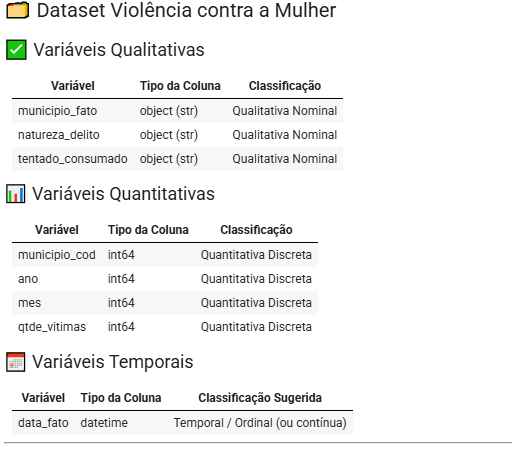 Dataset Violência contra a Mulher
Variáveis Qualitativas
Variável Tipo da Coluna Classificação
municipio_fato object (str) Qualitativa Nominal
natureza_delito object (str) Qualitativa Nominal
tentado_consumado object (str) Qualitativa Nominal
Variáveis Quantitativas
Variável Tipo da Coluna Classificação
municipio_cod int64 Quantitativa Discreta
ano int64 Quantitativa Discreta
mes int64 Quantitativa Discreta
qtde_vitimas int64 Quantitativa Discreta
Variáveis Temporais
Variável Tipo da Coluna Classificação Sugerida
data_fato datetime Temporal / Ordinal (ou contínua)